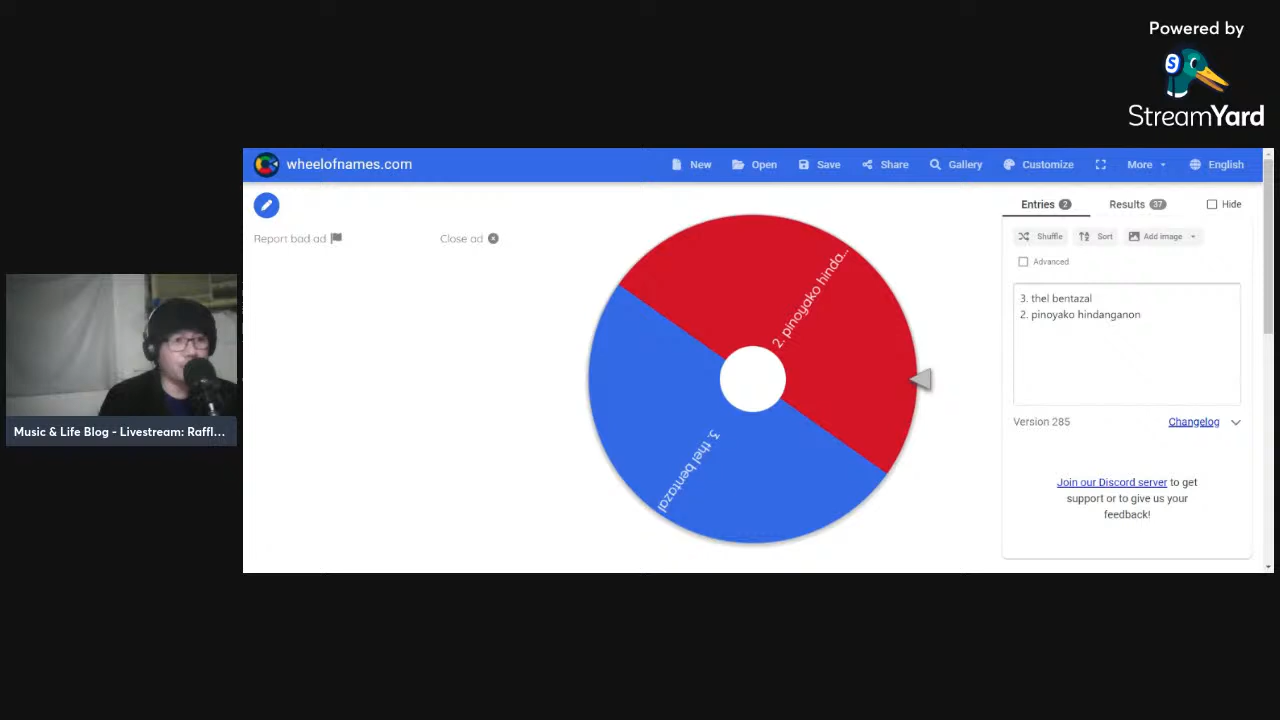 Powered by
StreamYard
wheelofnames.com
New
Open
Save
Share
Gallery
Customize
More
English
Report bad ad
Close ad
Entries 2
Results 37
Hide
Shuffle
Sort
Add image
Advanced
3. thel bentazal
2. pinoyako hindanganon
2. pinoyako hinda...
3. thel bentazal
Version 285
Changelog
Join our Discord server to get
support or to give us your
feedback!
Music & Life Blog - Livestream: Raffl...